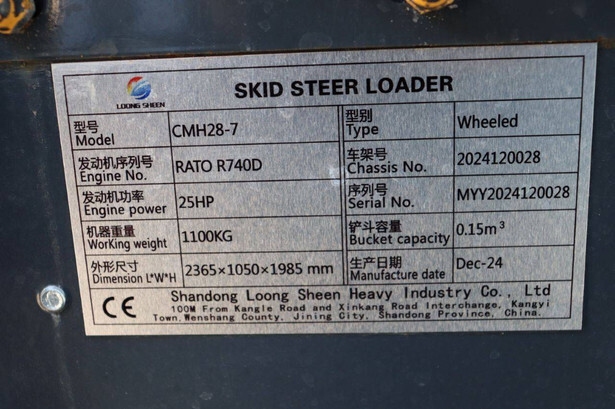 LOONG SHEEN
SKID STEER LOADER
型号 Model CMH28-7
型别 Type Wheeled
发动机序列号 Engine No. RATO R740D
车架号 Chassis No. 2024120028
发动机功率 Engine power 25HP
序列号 Serial No. MYY2024120028
机器重量 WorKing weight 1100KG
铲斗容量 Bucket capacity 0.15m³
外形尺寸 Dimension L*W*H 2365×1050×1985 mm
生产日期 Manufacture date Dec-24
CE
Shandong Loong Sheen Heavy Industry Co., Ltd
100M From Kangle Road and Xinkang Road Interchange, Kangyi
Town,Wenshang County, Jining City, Shandong Province, China.